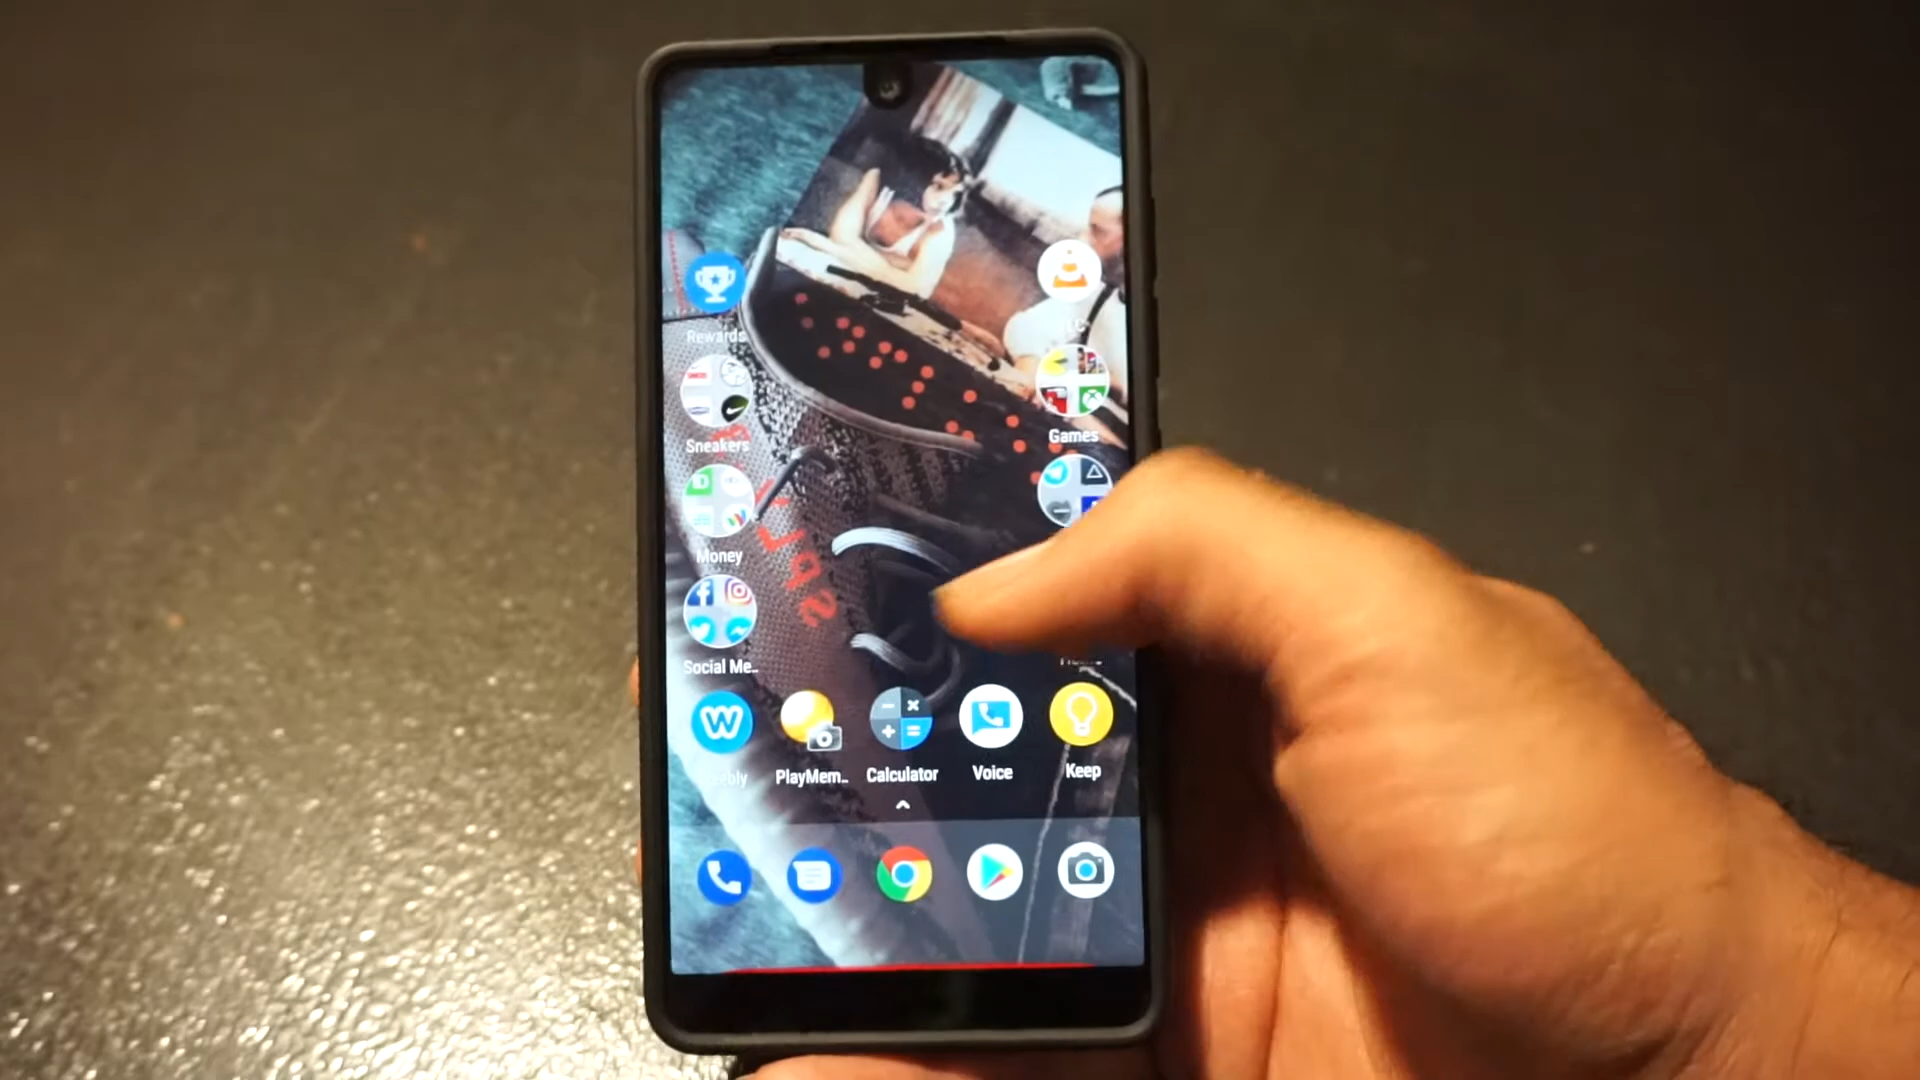 Rewards
Sneakers
Games
Money
Social Me..
PlayMem..
Calculator
Voice
Keep
W